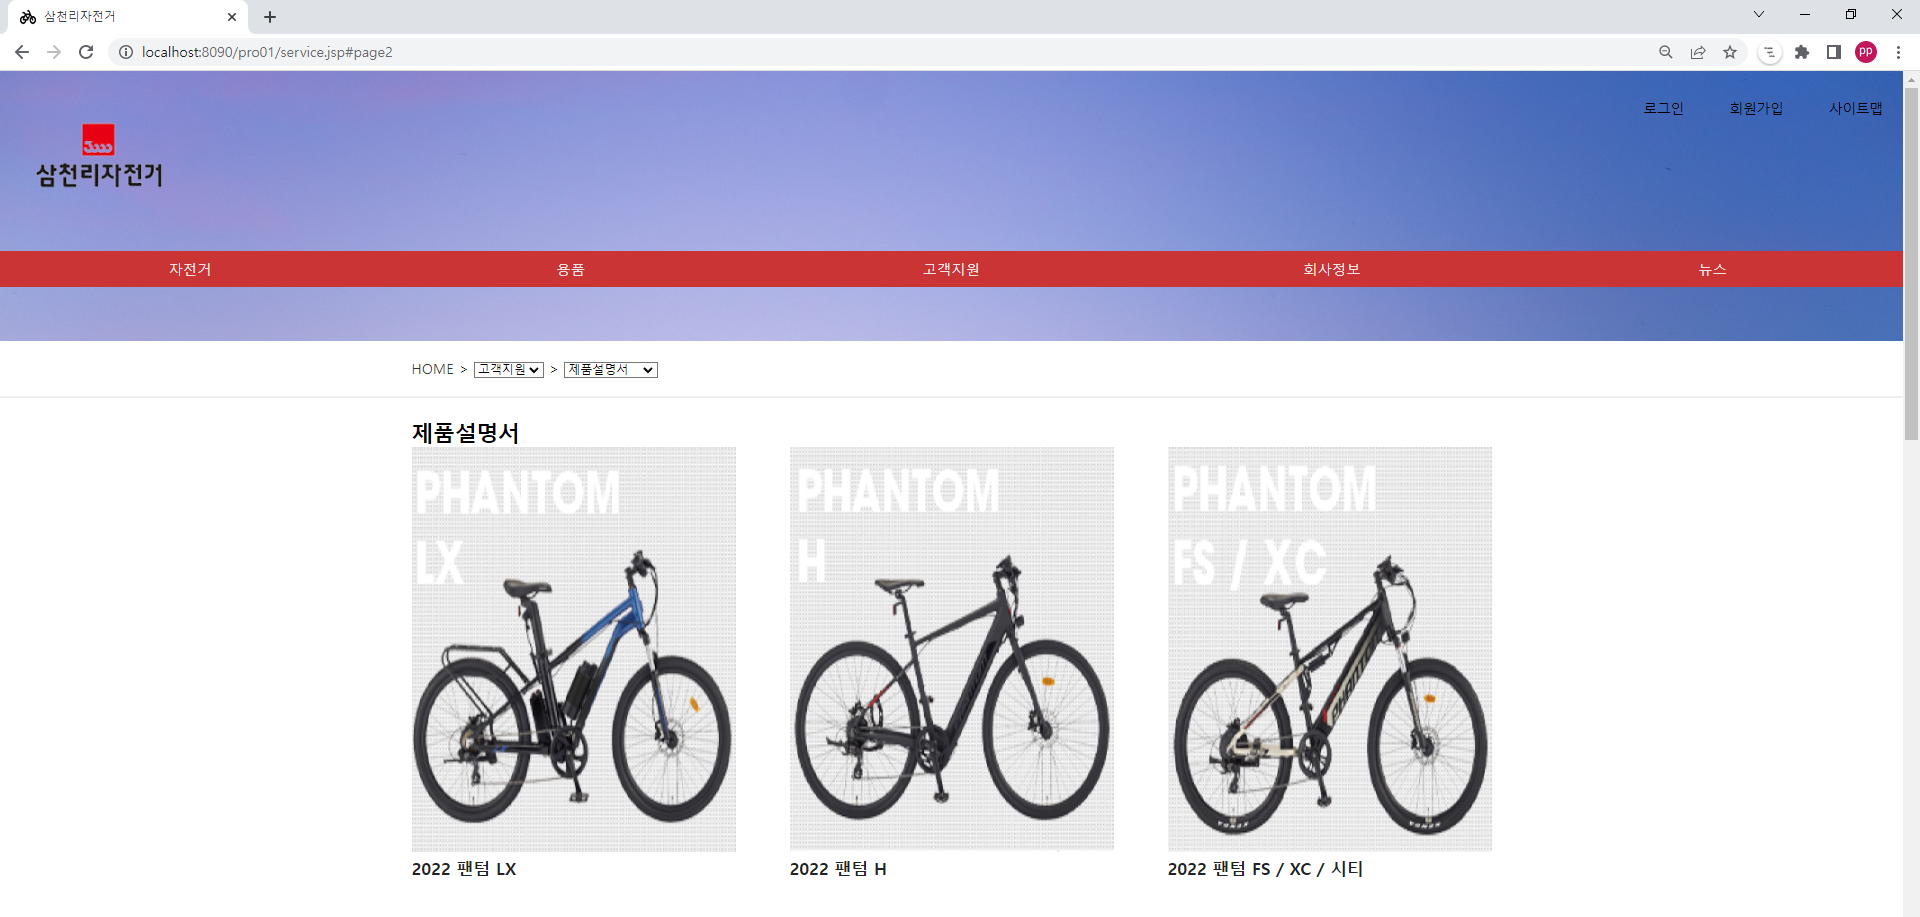 삼천리자전거
localhost:8090/pro01/service.jsp#page2
pp
로그인 회원가입 사이트맵
3000
삼천리자전거
자전거 용품 고객지원 회사정보 뉴스
HOME > 고객지원 > 제품설명서
제품설명서
PHANTOM
LX
PHANTOM
H
PHANTOM
FS / XC
2022 팬텀 LX
2022 팬텀 H
2022 팬텀 FS / XC / 시티